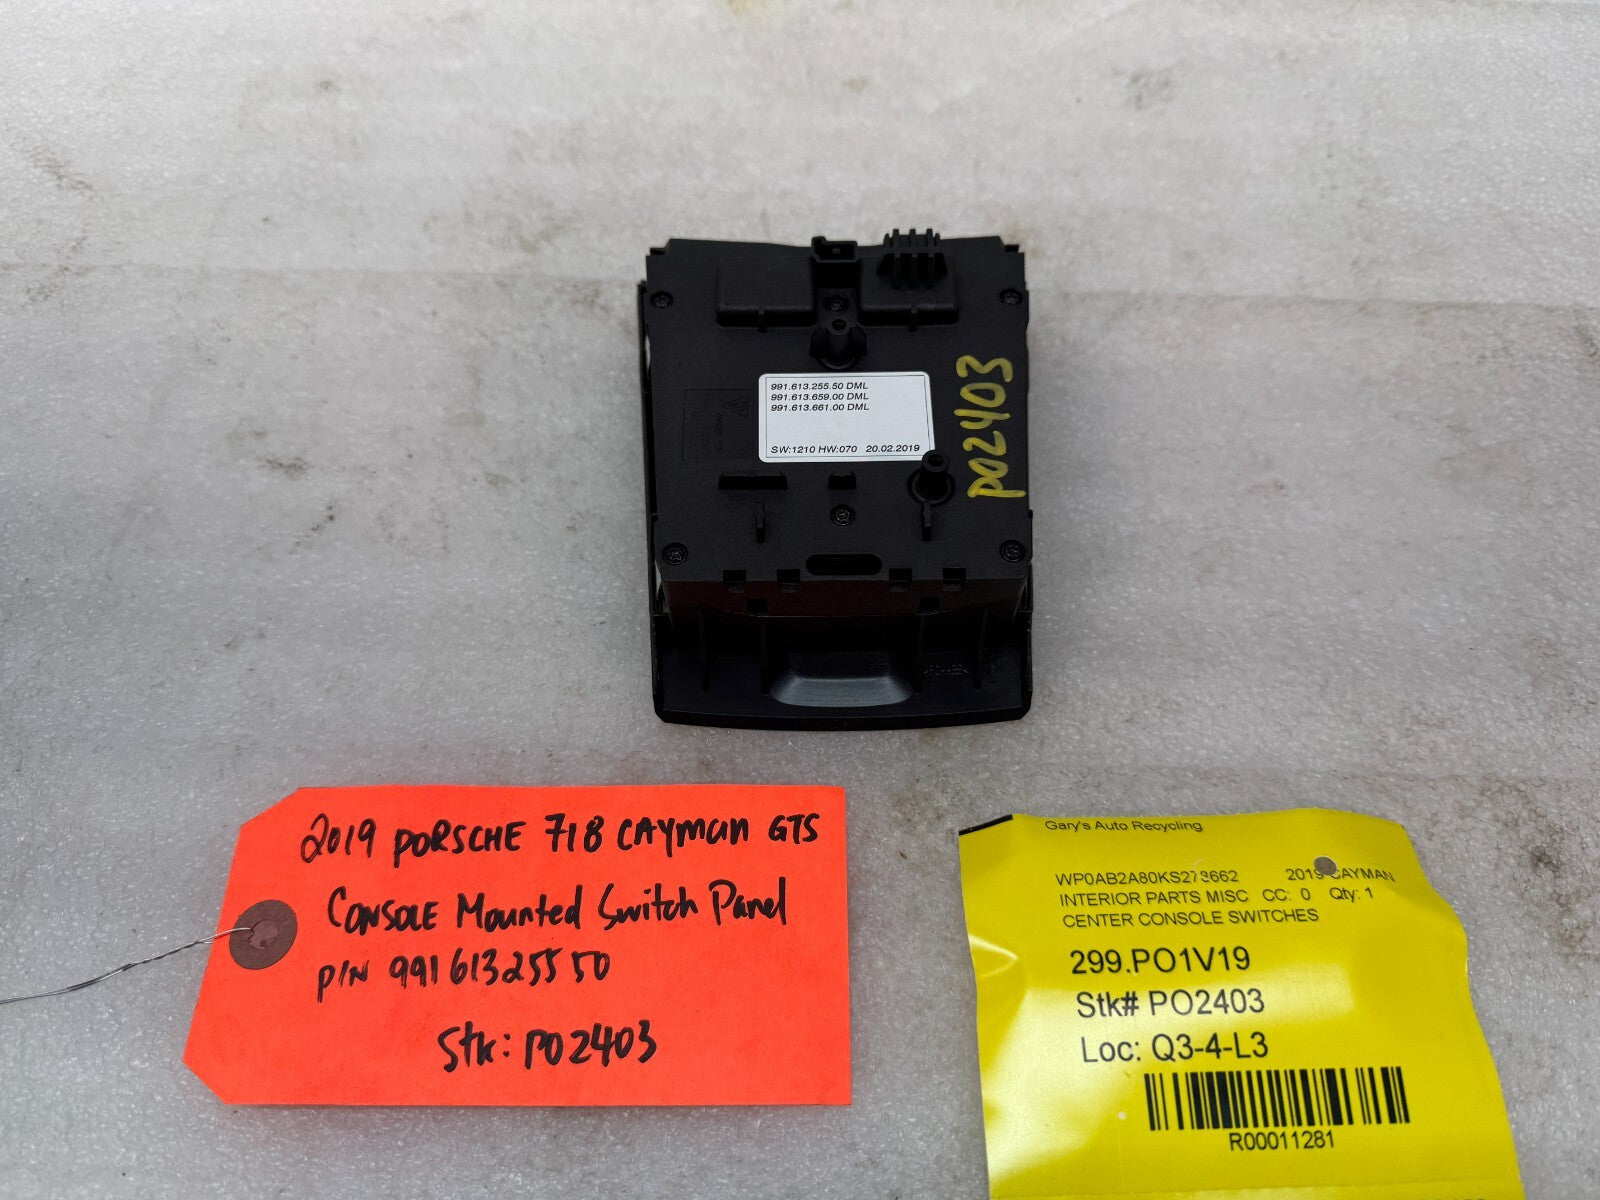 991.613.255.50 DML
991.613.659.00 DML
991.613.661.00 DML
SW:1210 HW:070 20.02.2019
PO2403
2019 PORSCHE 718 CAYMAN GTS
CONSOLE Mounted Switch Panel
P/N 991 613 255 50
Stk: PO2403
Gary's Auto Recycling
WP0AB2A80KS273662 2019 CAYMAN
INTERIOR PARTS MISC CC: 0 Qty: 1
CENTER CONSOLE SWITCHES
299.PO1V19
Stk# PO2403
Loc: Q3-4-L3
R00011281